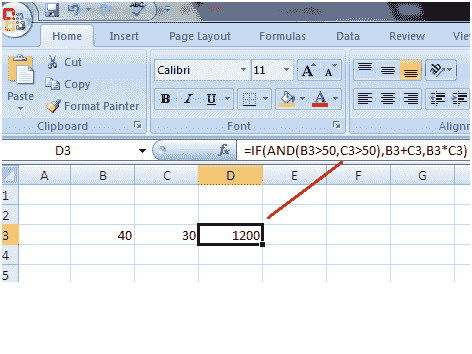 Home Insert Page Layout Formulas Data Review View
Cut
Copy
Format Painter
Paste
Clipboard
Calibri 11 A A
B I U A
Font
Alignm
D3 fx =IF(AND(B3>50,C3>50),B3+C3,B3*C3)
A B C D E F G
1
2
3 40 30 1200
4
5